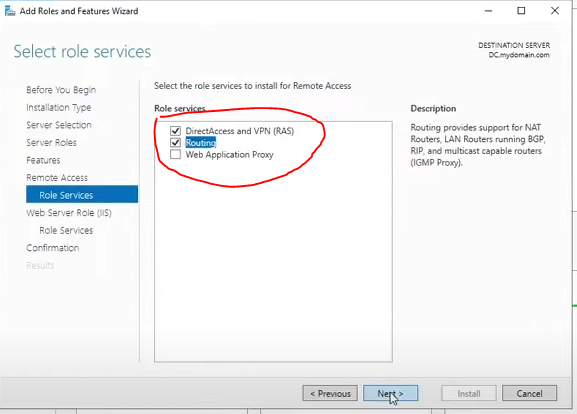 Add Roles and Features Wizard
Select role services
DESTINATION SERVER
DC.mydomain.com
Before You Begin
Installation Type
Server Selection
Server Roles
Features
Remote Access
Role Services
Web Server Role (IIS)
Role Services
Confirmation
Results
Select the role services to install for Remote Access
Role services
DirectAccess and VPN (RAS)
Routing
Web Application Proxy
Description
Routing provides support for NAT
Routers, LAN Routers running BGP,
RIP, and multicast capable routers
(IGMP Proxy).
< Previous
Next >
Install
Cancel